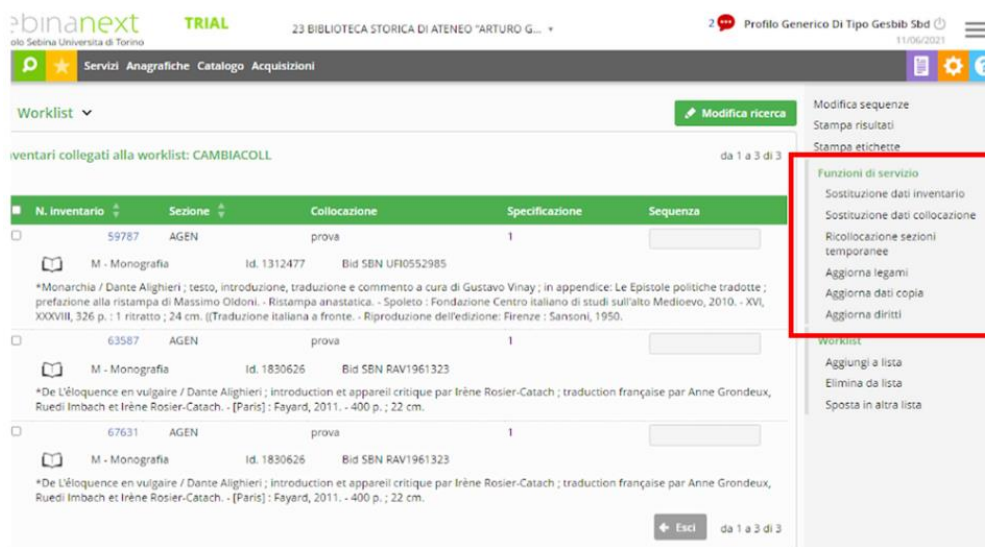 ebinanext TRIAL 23 BIBLIOTECA STORICA DI ATENEO "ARTURO G... 2 Profilo Generico Di Tipo Gesbib Sbd
olo Sebina Universita di Torino 11/06/2021
Servizi Anagrafiche Catalogo Acquisizioni
Worklist Modifica ricerca
ventari collegati alla worklist: CAMBIACOLL da 1 a 3 di 3
N. inventario Sezione Collocazione Specificazione Sequenza
59787 AGEN prova 1
M - Monografia Id. 1312477 Bid SBN UFI0552985
*Monarchia / Dante Alighieri ; testo, introduzione, traduzione e commento a cura di Gustavo Vinay ; in appendice: Le Epistole politiche tradotte ;
prefazione alla ristampa di Massimo Oldoni. - Ristampa anastatica. - Spoleto : Fondazione Centro italiano di studi sull'alto Medioevo, 2010. - XVI,
XXXVIII, 326 p. : 1 ritratto ; 24 cm. ((Traduzione italiana a fronte. - Riproduzione dell'edizione: Firenze : Sansoni, 1950.
63587 AGEN prova 1
M - Monografia Id. 1830626 Bid SBN RAV1961323
*De L'éloquence en vulgaire / Dante Alighieri ; introduction et appareil critique par Irène Rosier-Catach ; traduction française par Anne Grondeux,
Ruedi Imbach et Irène Rosier-Catach. - [Paris] : Fayard, 2011. - 400 p. ; 22 cm.
67631 AGEN prova 1
M - Monografia Id. 1830626 Bid SBN RAV1961323
*De L'éloquence en vulgaire / Dante Alighieri ; introduction et appareil critique par Irène Rosier-Catach ; traduction française par Anne Grondeux,
Ruedi Imbach et Irène Rosier-Catach. - [Paris] : Fayard, 2011. - 400 p. ; 22 cm.
Esci da 1 a 3 di 3
Modifica sequenze
Stampa risultati
Stampa etichette
Funzioni di servizio
Sostituzione dati inventario
Sostituzione dati collocazione
Ricollocazione sezioni
temporanee
Aggiorna legami
Aggiorna dati copia
Aggiorna diritti
Worklist
Aggiungi a lista
Elimina da lista
Sposta in altra lista